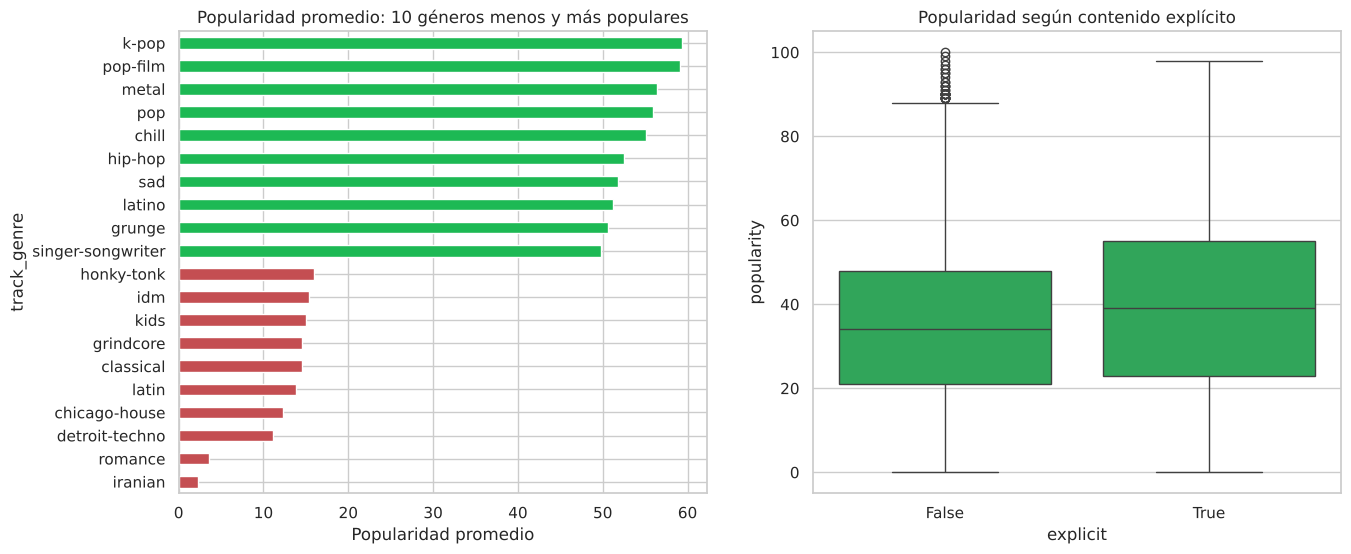 Popularidad promedio: 10 géneros menos y más populares
track_genre
k-pop
pop-film
metal
pop
chill
hip-hop
sad
latino
grunge
singer-songwriter
honky-tonk
idm
kids
grindcore
classical
latin
chicago-house
detroit-techno
romance
iranian
0 10 20 30 40 50 60
Popularidad promedio
Popularidad según contenido explícito
popularity
100
80
60
40
20
0
False True
explicit